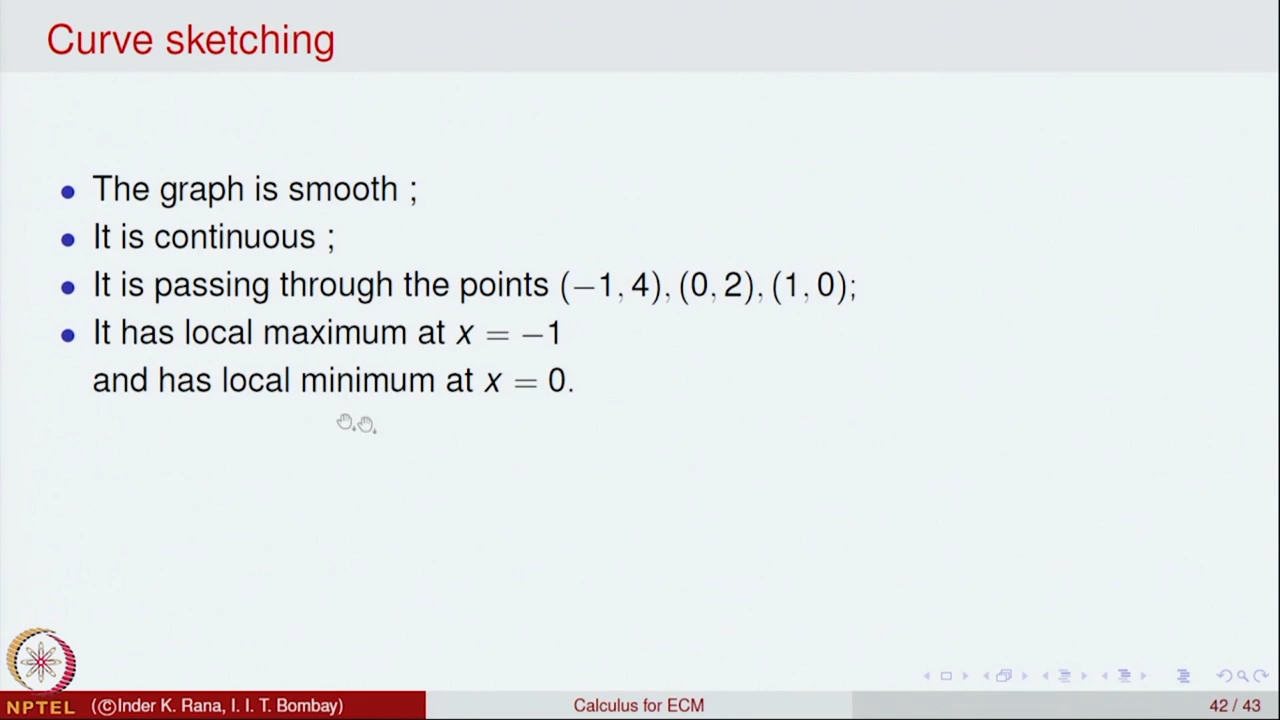 Curve sketching
The graph is smooth ;
It is continuous ;
It is passing through the points (−1, 4), (0, 2), (1, 0);
It has local maximum at x = −1
and has local minimum at x = 0.
NPTEL
(©Inder K. Rana, I. I. T. Bombay)
Calculus for ECM
42 / 43